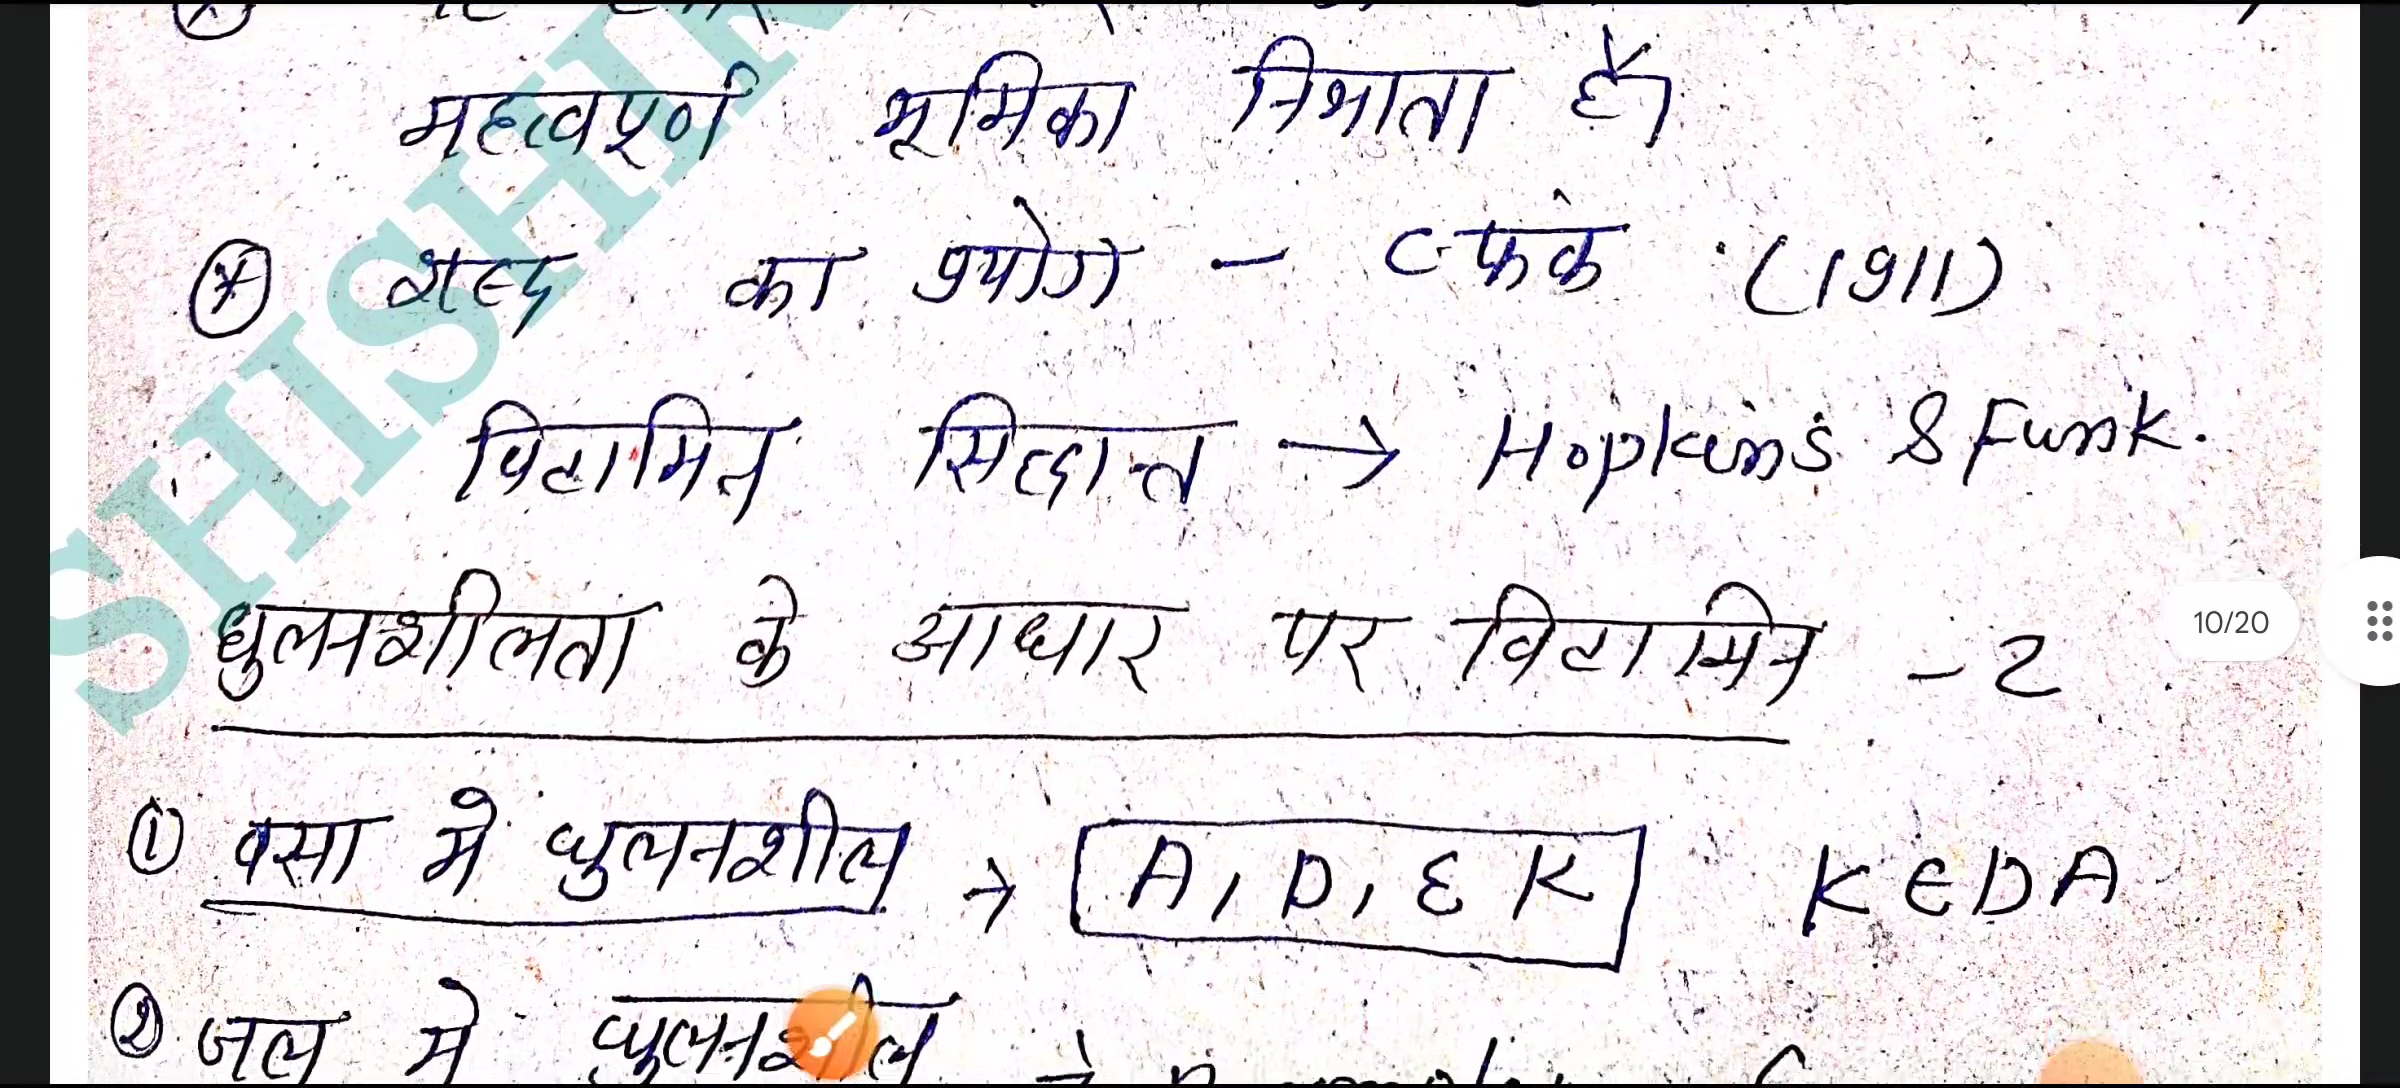 महत्वपूर्ण भूमिका निभाता है।
* शब्द का प्रयोग - C फंक (1911)
विटामिन सिद्धान्त → Hopkins & Funk.
घुलनशीलता के आधार पर विटामिन - 2
10/20
① वसा मे घुलनशील → A, D, E K KEDA
② जल मे घुलनशील →
SHISHIR